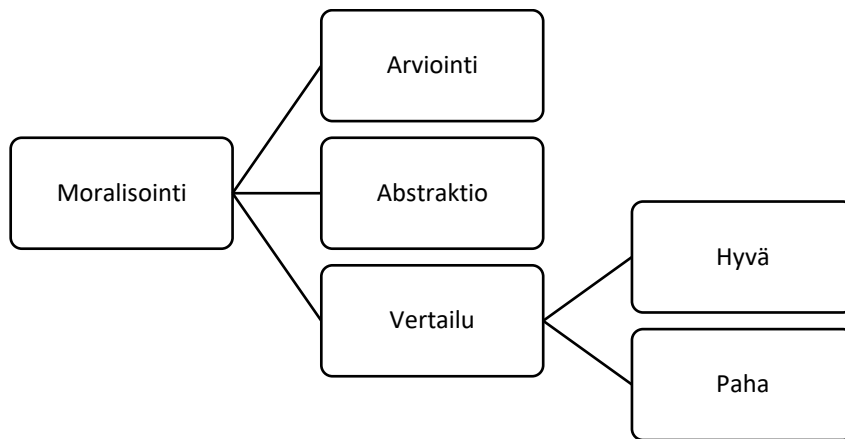 Moralisointi
Arviointi
Abstraktio
Vertailu
Hyvä
Paha